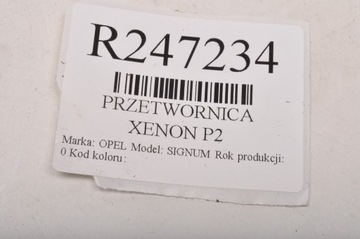 R247234
PRZETWORNICA
XENON P2
Marka: OPEL Model: SIGNUM Rok produkcji:
0 Kod koloru: